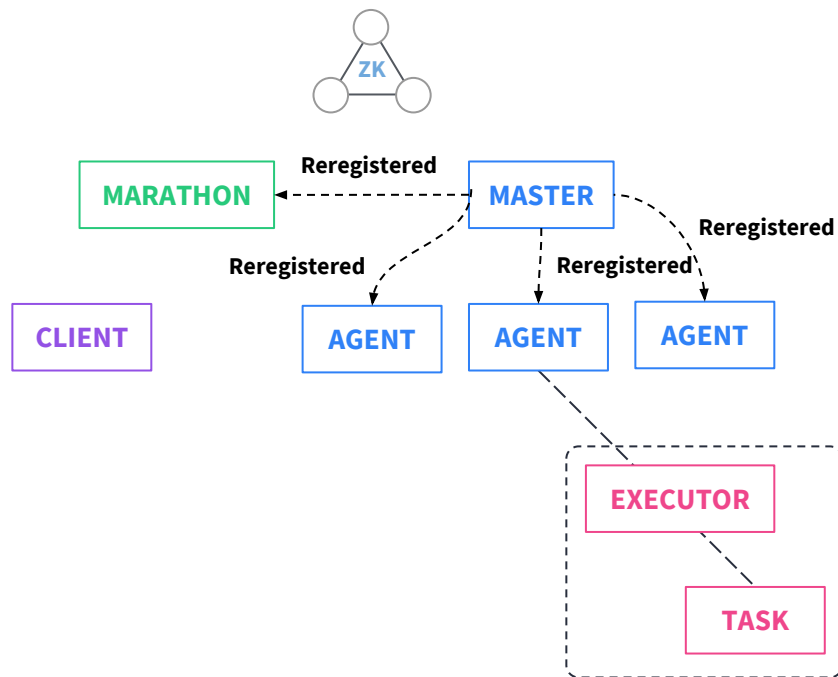 ZK
Reregistered
MARATHON
MASTER
Reregistered
Reregistered
Reregistered
CLIENT
AGENT
AGENT
AGENT
EXECUTOR
TASK